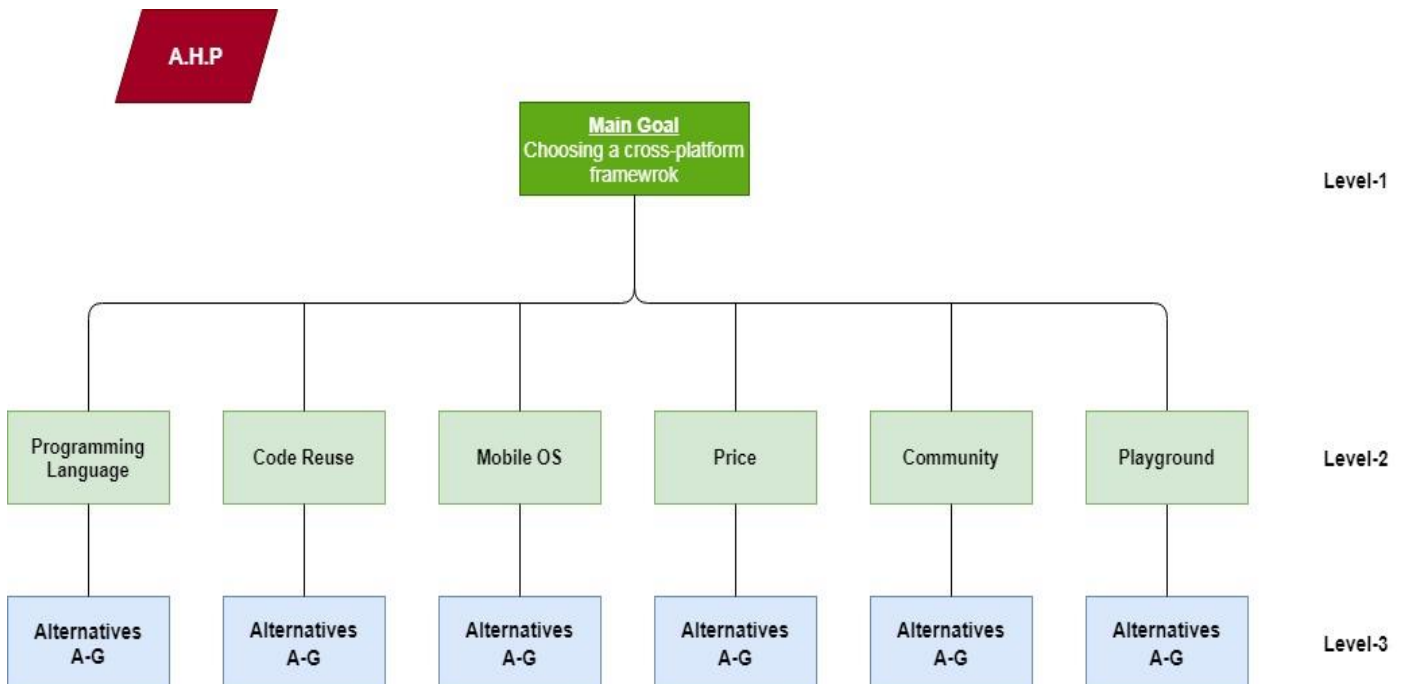 A.H.P
Main Goal
Choosing a cross-platform
framewrok
Level-1
Programming
Language
Code Reuse
Mobile OS
Price
Community
Playground
Level-2
Alternatives
A-G
Alternatives
A-G
Alternatives
A-G
Alternatives
A-G
Alternatives
A-G
Alternatives
A-G
Level-3